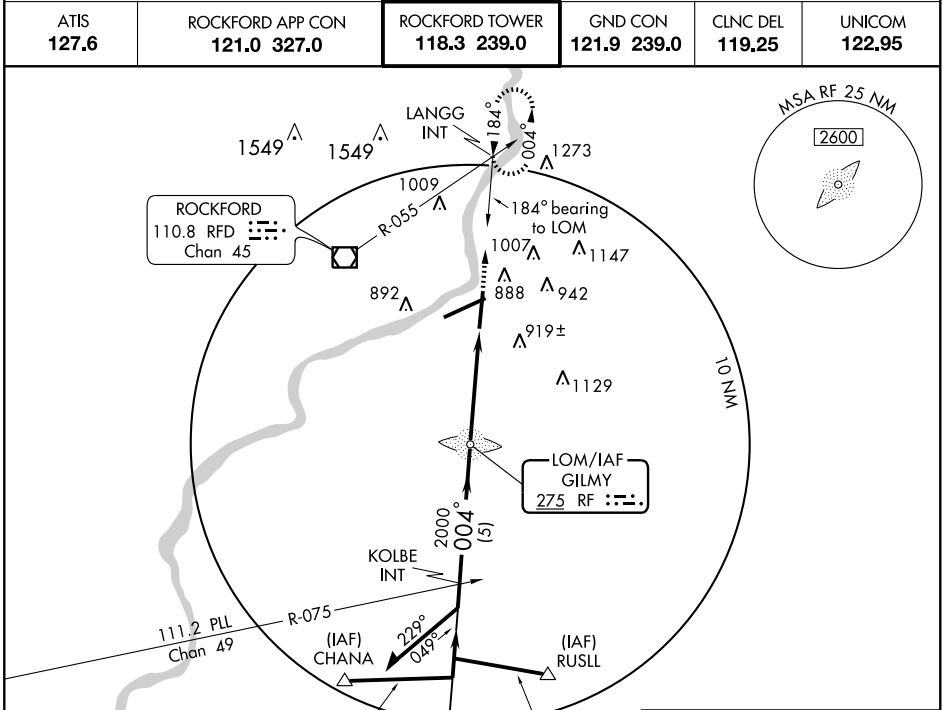 ATIS
127.6
ROCKFORD APP CON
121.0 327.0
ROCKFORD TOWER
118.3 239.0
GND CON
121.9 239.0
CLNC DEL
119.25
UNICOM
122.95
MSA RF 25 NM
2600
LANGG
INT
184°
004°
1549
1549
1273
1009
ROCKFORD
110.8 RFD
Chan 45
R-055
184° bearing
to LOM
1007
1147
892
888
942
919±
1129
10 NM
LOM/IAF
GILMY
275 RF
2000
004°
(5)
KOLBE
INT
111.2 PLL
Chan 49
R-075
229°
049°
(IAF)
CHANA
(IAF)
RUSLL